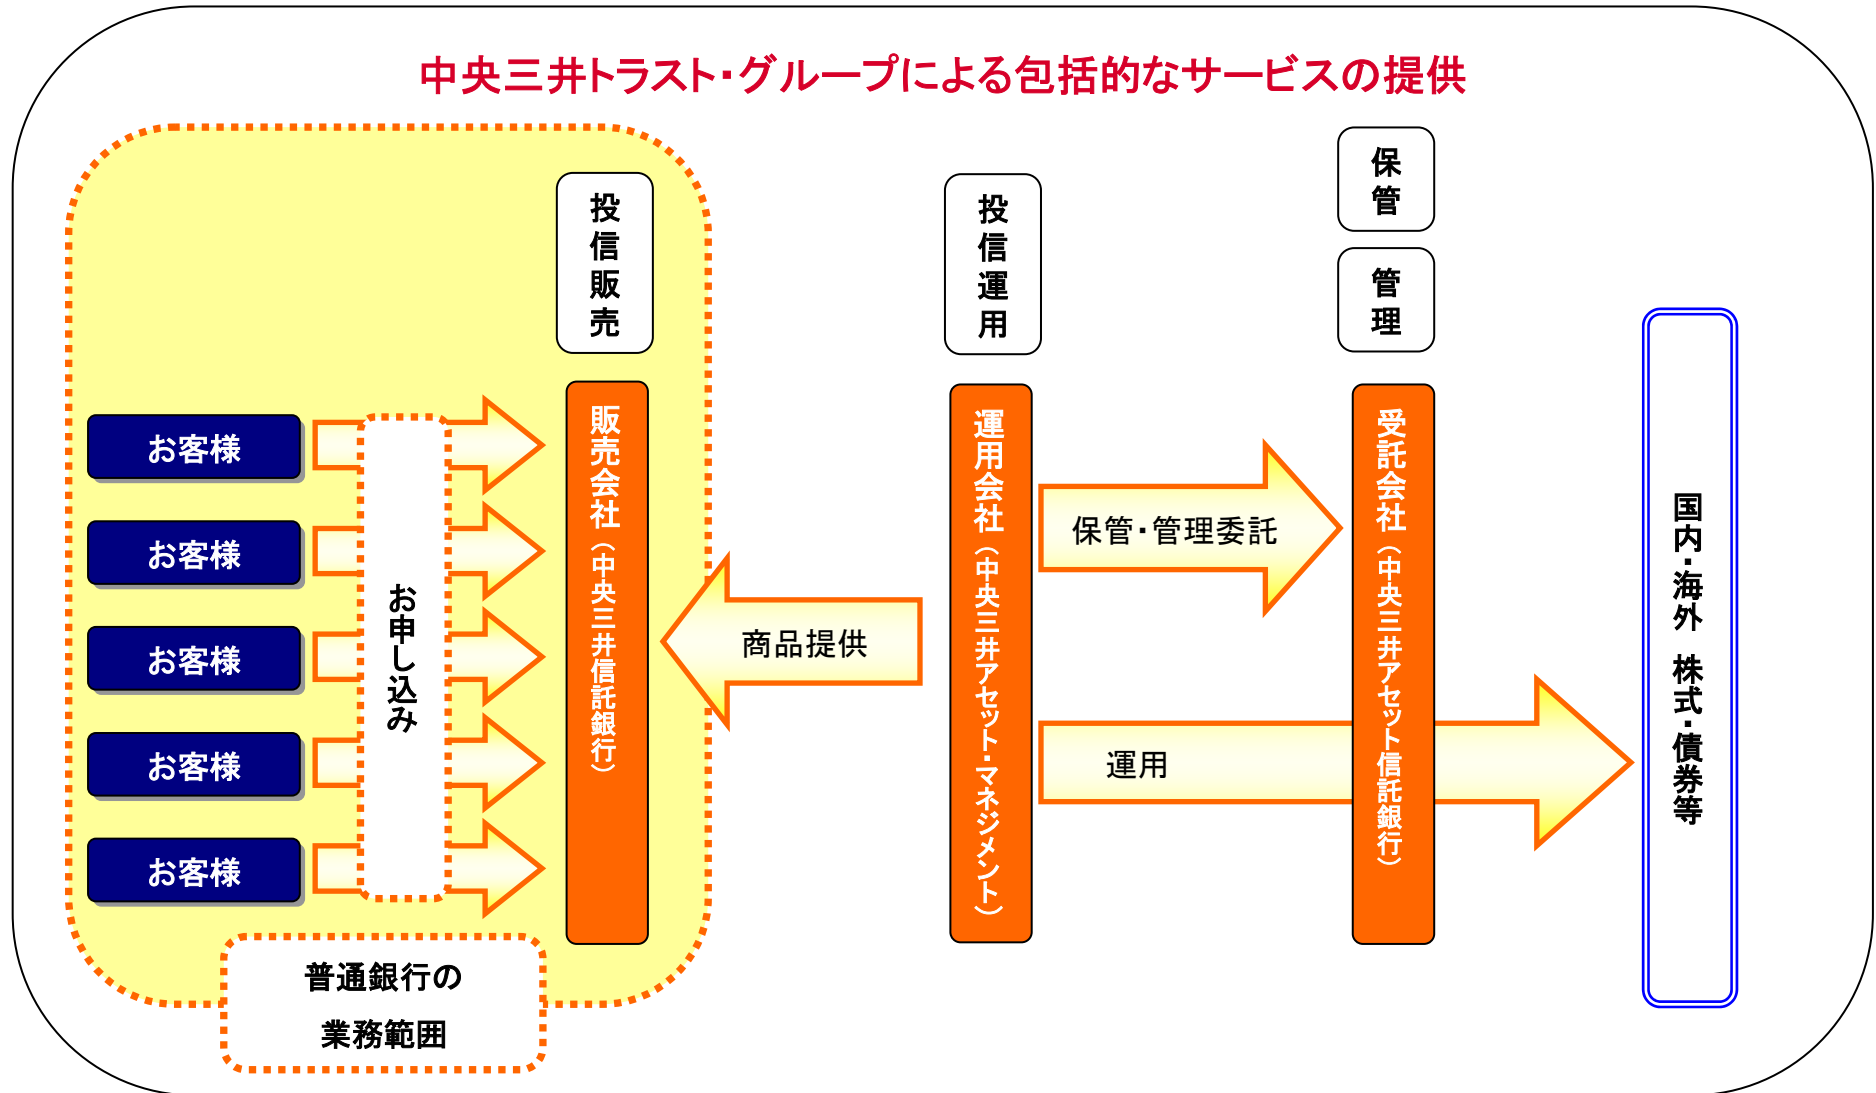 中央三井トラスト・グループによる包括的なサービスの提供
投信販売
投信運用
保管
管理
お客様
お客様
お客様
お客様
お客様
お申し込み
販売会社（中央三井信託銀行）
商品提供
運用会社（中央三井アセット・マネジメント）
保管・管理委託
運用
受託会社（中央三井アセット信託銀行）
国内・海外 株式・債券等
普通銀行の
業務範囲